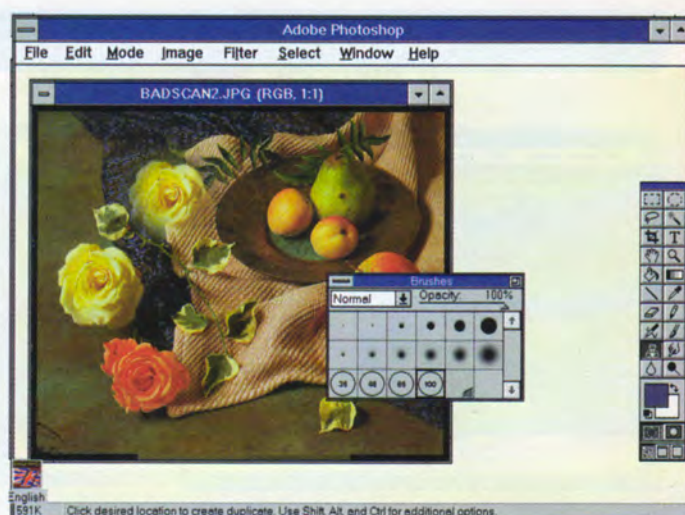 Adobe Photoshop
File Edit Mode Image Filter Select Window Help
BADSCAN2.JPG (RGB, 1:1)
Brushes
Normal Opacity: 100%
35 45 65 100
T
English
591K Click desired location to create duplicate. Use Shift, Alt, and Ctrl for additional options.